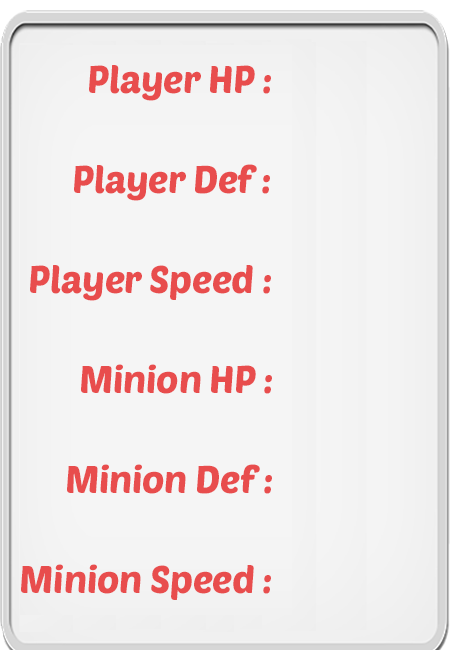 Player HP :
Player Def :
Player Speed :
Minion HP :
Minion Def :
Minion Speed :